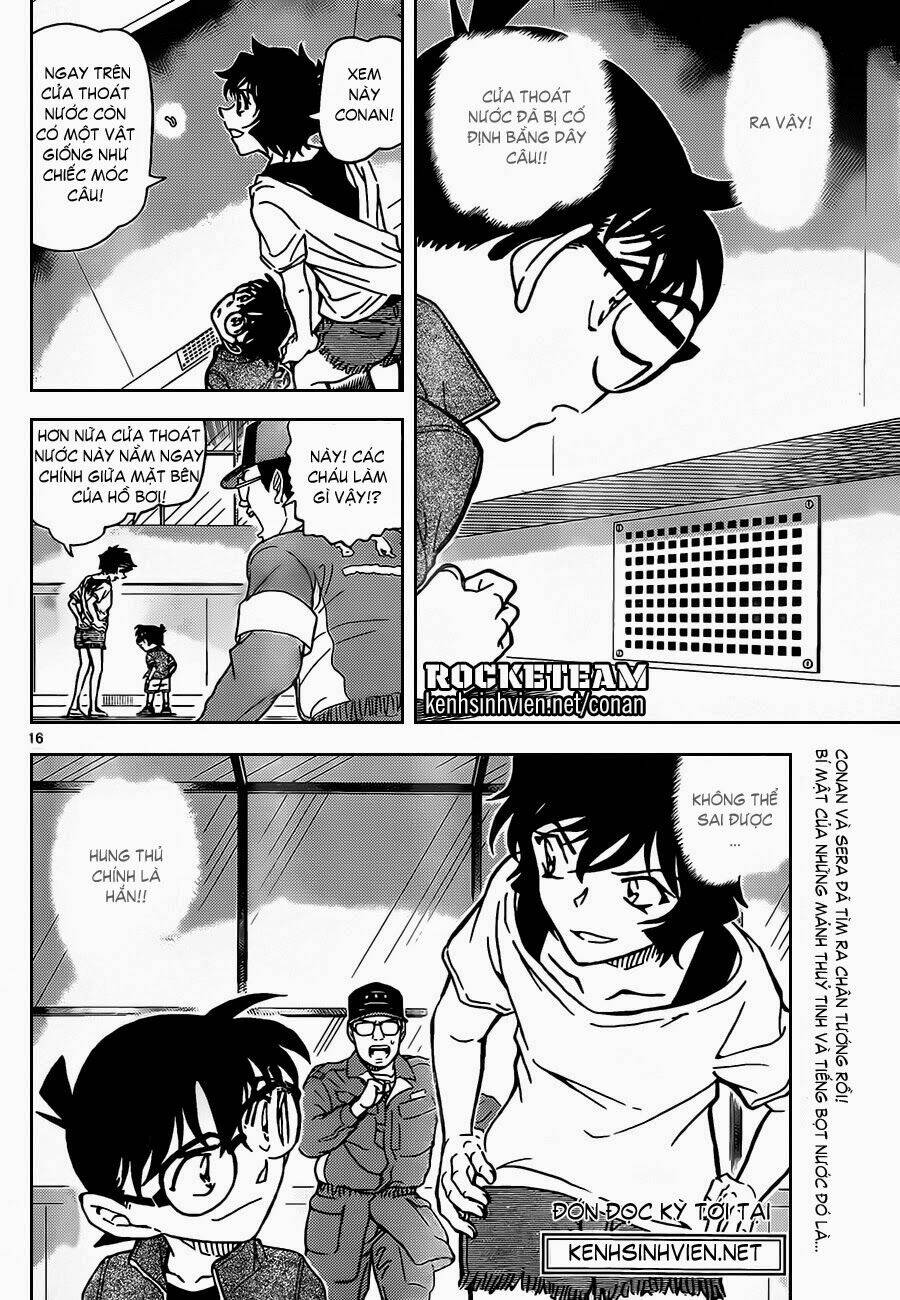 XEM
NÀY
CONAN!
NGAY TRÊN
CỬA THOÁT
NƯỚC CÒN
CÓ MỘT VẬT
GIỐNG NHƯ
CHIẾC MÓC
CÂU!
RA VẬY!
CỬA THOÁT
NƯỚC ĐÃ BỊ CỐ
ĐỊNH BẰNG DÂY
CÂU!!
HƠN NỮA CỬA THOÁT
NƯỚC NÀY NẰM NGAY
CHÍNH GIỮA MẶT BÊN
CỦA HỒ BƠI!
NÀY! CÁC
CHÁU LÀM
GÌ VẬY!?
ROCKETEAM
kenhsinhvien.net/conan
16
KHÔNG THỂ
SAI ĐƯỢC
...
HUNG THỦ
CHÍNH LÀ
HẮN!!
CONAN VÀ SERA ĐÃ TÌM RA CHÂN TƯỚNG RỒI!
BÍ MẬT CỦA NHỮNG MẢNH THUỶ TINH VÀ TIẾNG BỌT NƯỚC ĐÓ LÀ...
ĐÓN ĐỌC KỲ TỚI TẠI
KENHSINHVIEN.NET